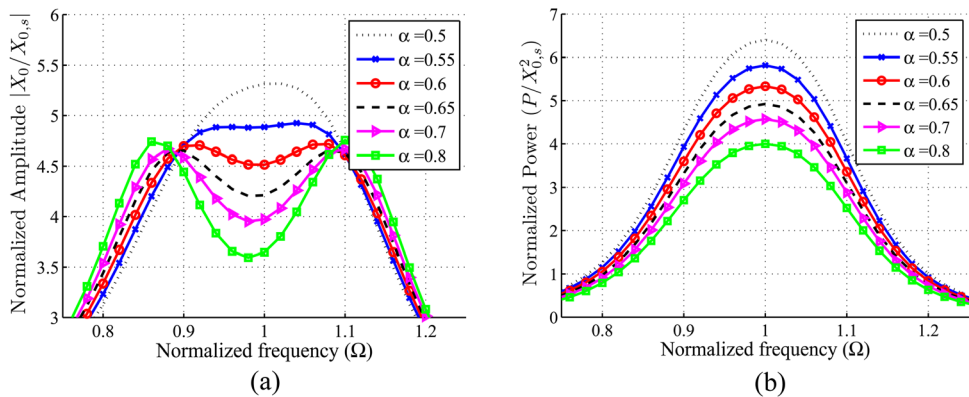 Normalized Amplitude |X₀/X₀,ₛ|
6
5.5
5
4.5
4
3.5
3
0.8
0.9
1
1.1
1.2
Normalized frequency (Ω)
α =0.5
α =0.55
α =0.6
α =0.65
α =0.7
α =0.8
(a)
Normalized Power (P/X²₀,ₛ)
7
6
5
4
3
2
1
0
0.8
0.9
1
1.1
1.2
Normalized frequency (Ω)
α =0.5
α =0.55
α =0.6
α =0.65
α =0.7
α =0.8
(b)